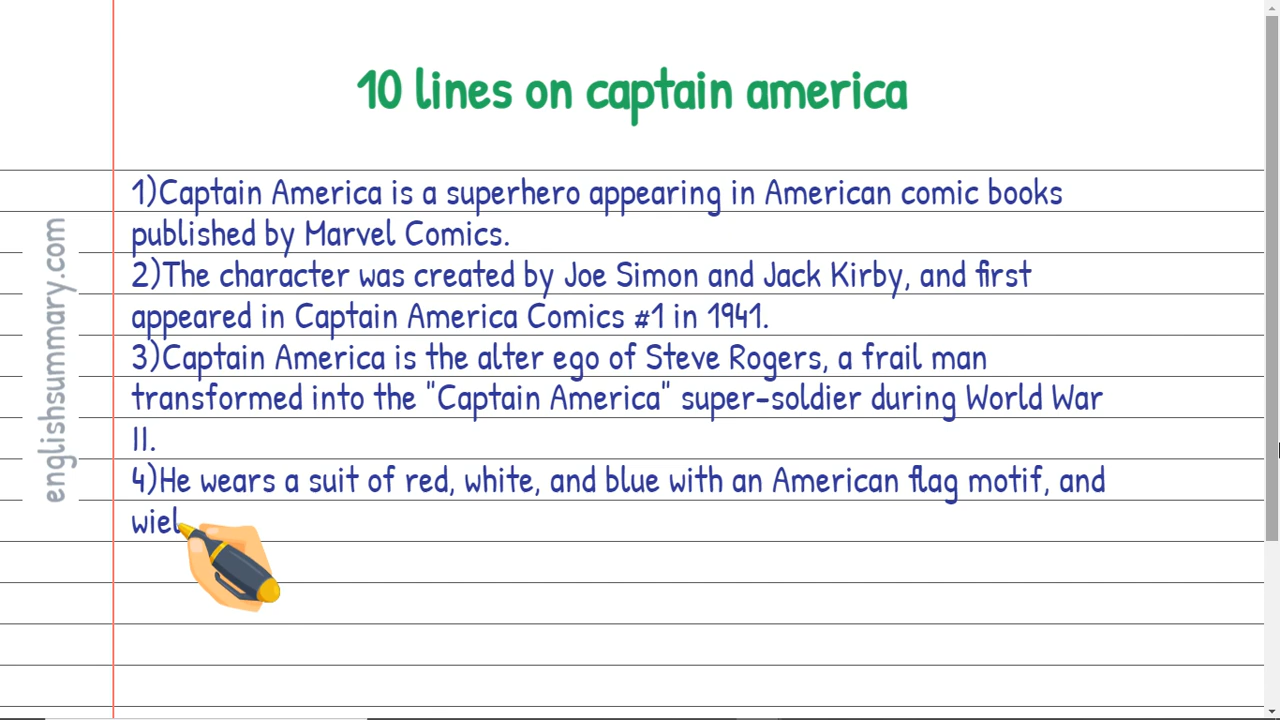 10 lines on captain america
1)Captain America is a superhero appearing in American comic books
published by Marvel Comics.
2)The character was created by Joe Simon and Jack Kirby, and first
appeared in Captain America Comics #1 in 1941.
3)Captain America is the alter ego of Steve Rogers, a frail man
transformed into the "Captain America" super-soldier during World War
II.
4)He wears a suit of red, white, and blue with an American flag motif, and
wiel
englishsummary.com